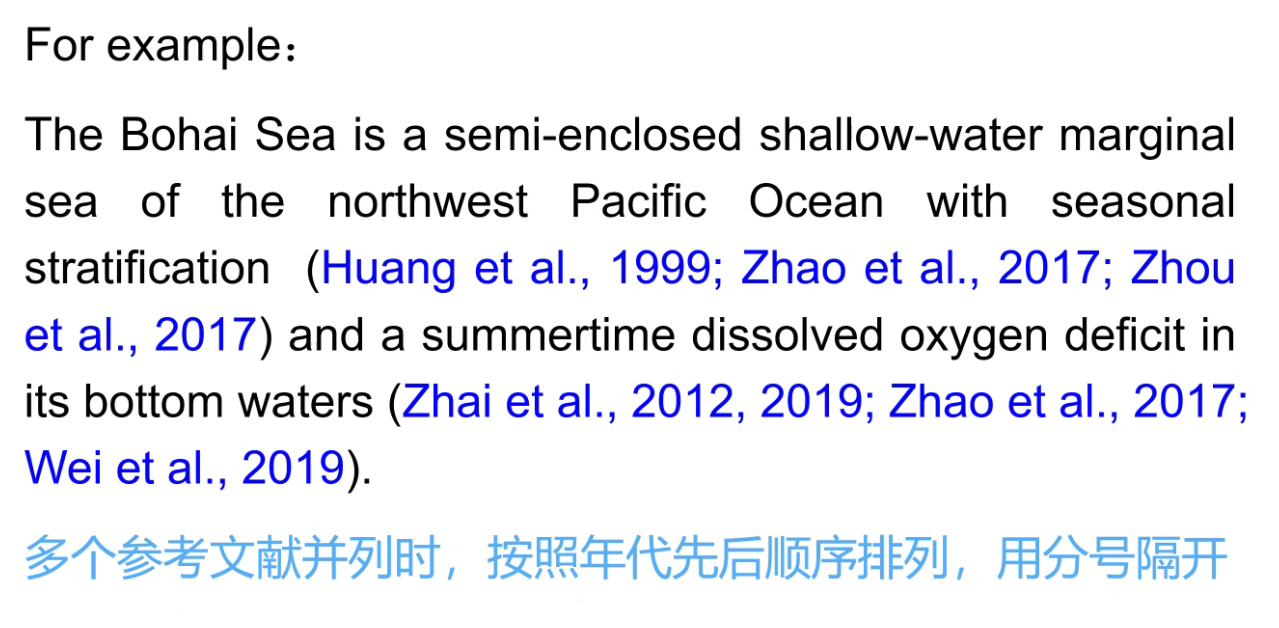 For example：
The Bohai Sea is a semi-enclosed shallow-water marginal
sea of the northwest Pacific Ocean with seasonal
stratification (Huang et al., 1999; Zhao et al., 2017; Zhou
et al., 2017) and a summertime dissolved oxygen deficit in
its bottom waters (Zhai et al., 2012, 2019; Zhao et al., 2017;
Wei et al., 2019).
多个参考文献并列时，按照年代先后顺序排列，用分号隔开